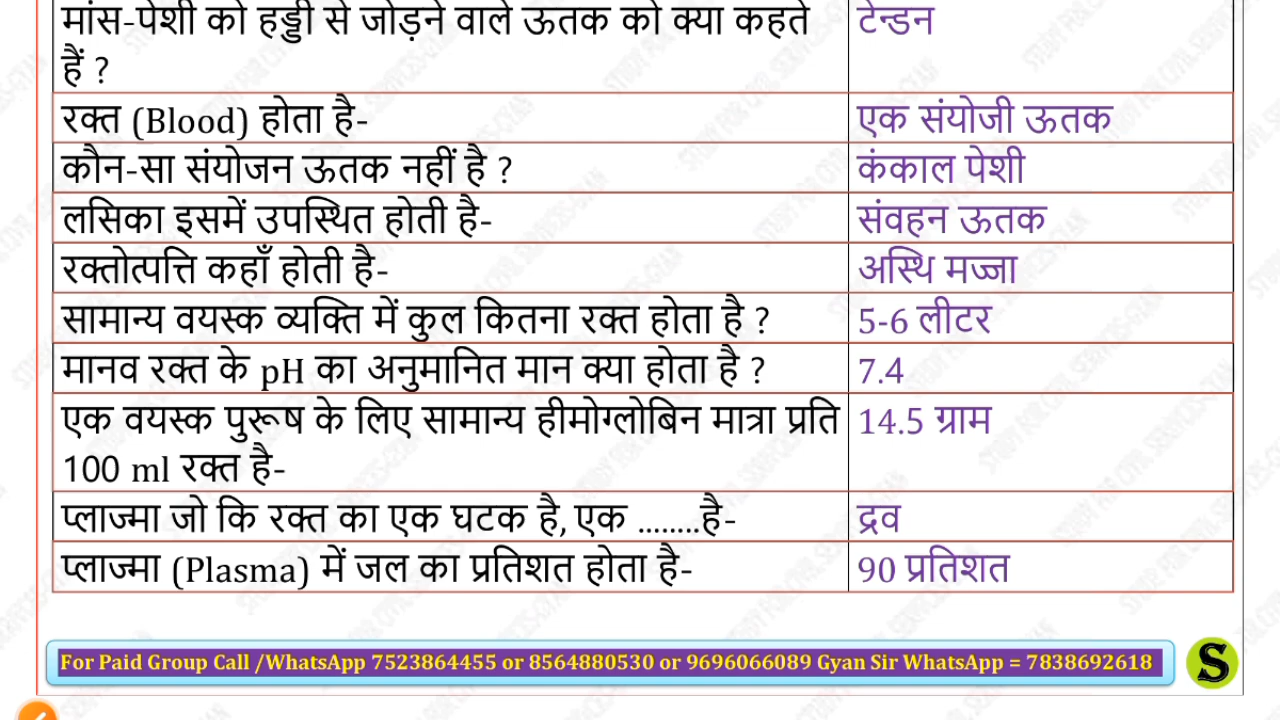 मांस-पेशी को हड्डी से जोड़ने वाले ऊतक को क्या कहते टेन्डन
हैं ?
रक्त (Blood) होता है- एक संयोजी ऊतक
कौन-सा संयोजन ऊतक नहीं है ? कंकाल पेशी
लसिका इसमें उपस्थित होती है- संवहन ऊतक
रक्तोत्पत्ति कहाँ होती है- अस्थि मज्जा
सामान्य वयस्क व्यक्ति में कुल कितना रक्त होता है ? 5-6 लीटर
मानव रक्त के pH का अनुमानित मान क्या होता है ? 7.4
एक वयस्क पुरूष के लिए सामान्य हीमोग्लोबिन मात्रा प्रति 14.5 ग्राम
100 ml रक्त है-
प्लाज्मा जो कि रक्त का एक घटक है, एक ........है- द्रव
प्लाज्मा (Plasma) में जल का प्रतिशत होता है- 90 प्रतिशत
For Paid Group Call /WhatsApp 7523864455 or 8564880530 or 9696066089 Gyan Sir WhatsApp = 7838692618
S